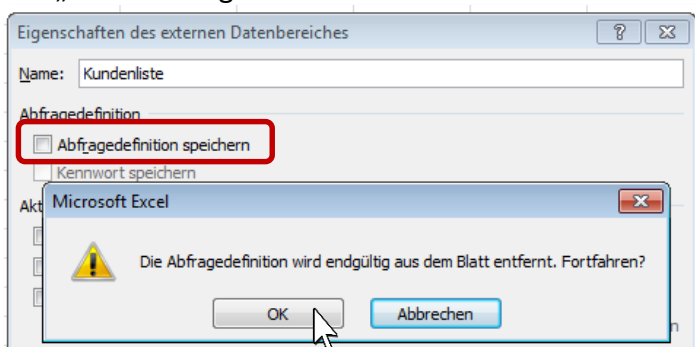 Eigenschaften des externen Datenbereiches
Name: Kundenliste
Abfragedefinition
Abfragedefinition speichern
Kennwort speichern
Akt
Microsoft Excel
Die Abfragedefinition wird endgültig aus dem Blatt entfernt. Fortfahren?
OK Abbrechen
n